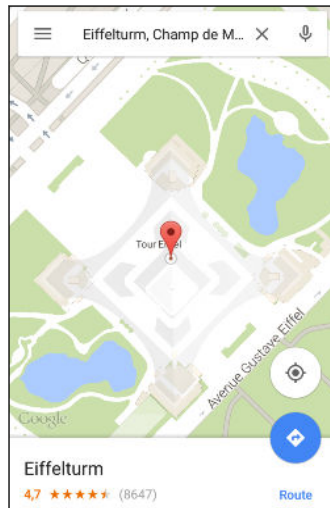 Eiffelturm, Champ de M...
Tour Eiffel
Avenue Gustave Eiffel
Google
Eiffelturm
4,7 (8647)
Route